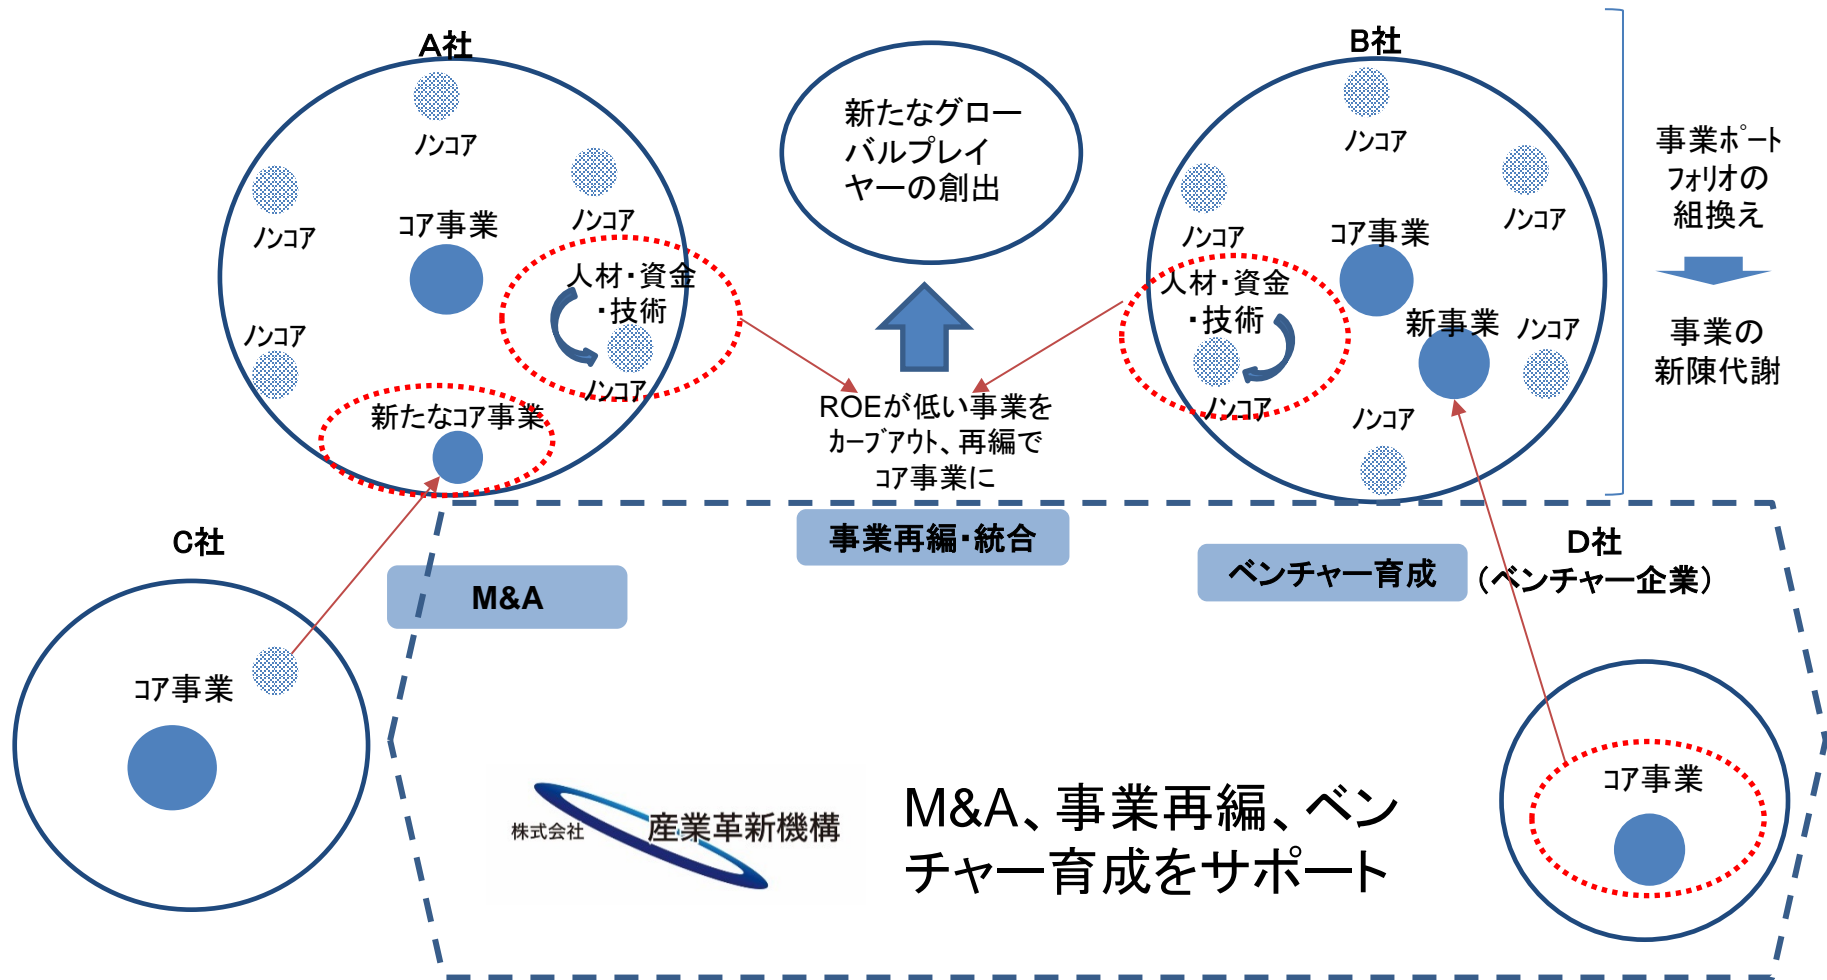 A社
ノンコア
ノンコア
ノンコア
コア事業
人材・資金
・技術
ノンコア
ノンコア
新たなコア事業
新たなグロー
バルプレイ
ヤーの創出
ROEが低い事業を
カーブアウト、再編で
コア事業に
B社
ノンコア
ノンコア
ノンコア
コア事業
人材・資金
・技術
新事業
ノンコア
ノンコア
ノンコア
事業ポート
フォリオの
組換え
事業の
新陳代謝
C社
コア事業
M&A
事業再編・統合
ベンチャー育成
D社
(ベンチャー企業)
コア事業
株式会社 産業革新機構
M&A、事業再編、ベン
チャー育成をサポート